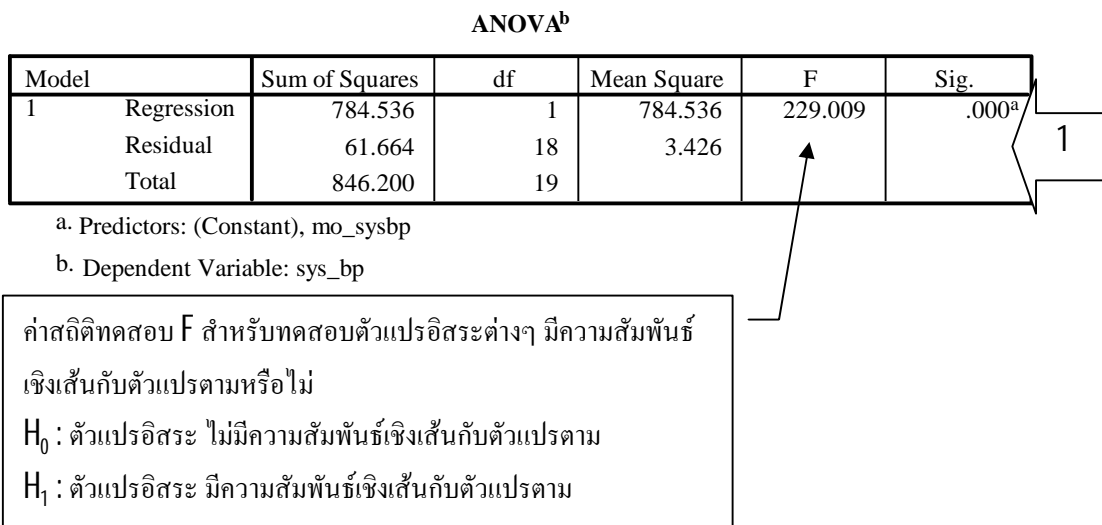 ANOVAb
Model Sum of Squares df Mean Square F Sig.
1 Regression 784.536 1 784.536 229.009 .000a
Residual 61.664 18 3.426
Total 846.200 19
1
a. Predictors: (Constant), mo_sysbp
b. Dependent Variable: sys_bp
ค่าสถิติทดสอบ F สำหรับทดสอบตัวแปรอิสระต่างๆ มีความสัมพันธ์
เชิงเส้นกับตัวแปรตามหรือไม่
H0 : ตัวแปรอิสระ ไม่มีความสัมพันธ์เชิงเส้นกับตัวแปรตาม
H1 : ตัวแปรอิสระ มีความสัมพันธ์เชิงเส้นกับตัวแปรตาม